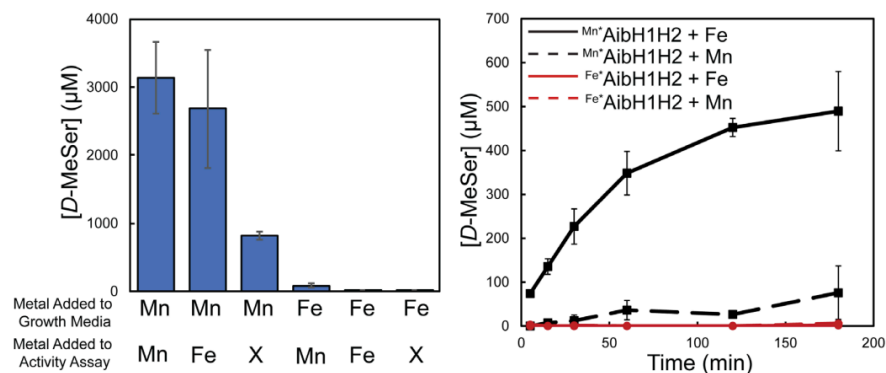 4000
3000
2000
1000
0
[D-MeSer] (µM)
Metal Added to
Growth Media
Mn Mn Mn Fe Fe Fe
Metal Added to
Activity Assay
Mn Fe X Mn Fe X
700
600
500
400
300
200
100
0
[D-MeSer] (µM)
Mn*AibH1H2 + Fe
Mn*AibH1H2 + Mn
Fe*AibH1H2 + Fe
Fe*AibH1H2 + Mn
0 50 100 150 200
Time (min)